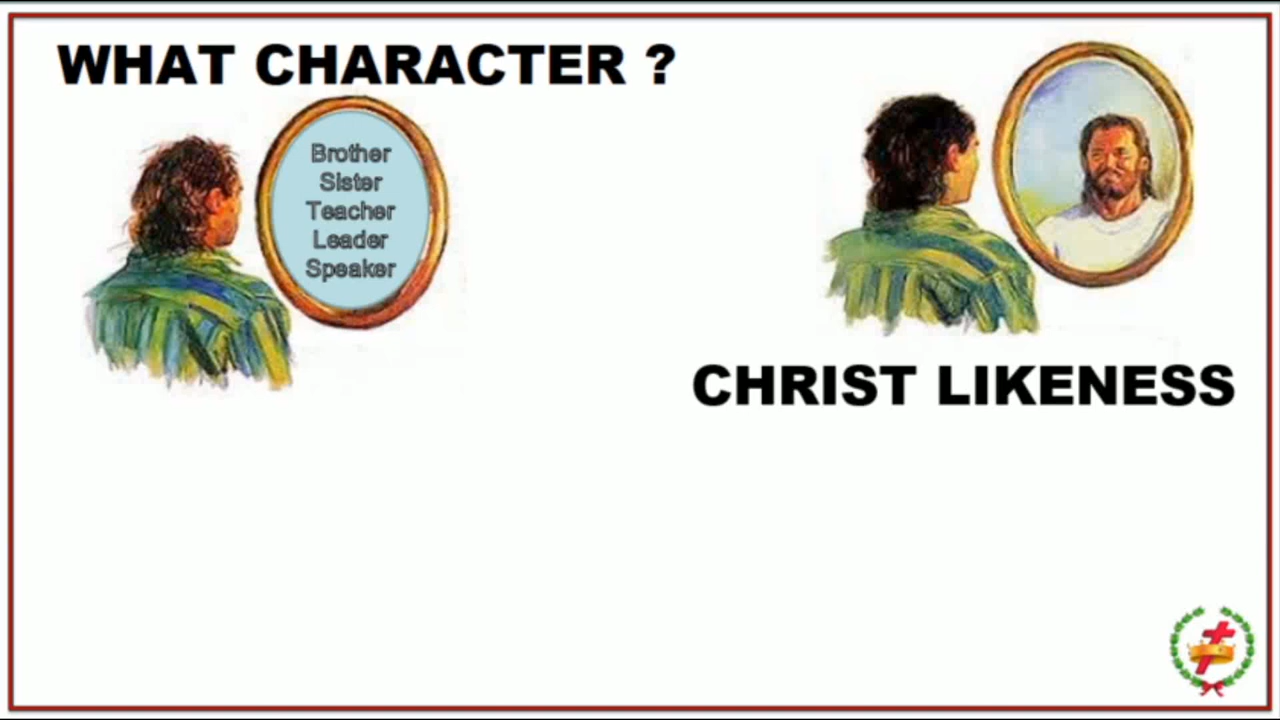 WHAT CHARACTER ?
Brother
Sister
Teacher
Leader
Speaker
CHRIST LIKENESS